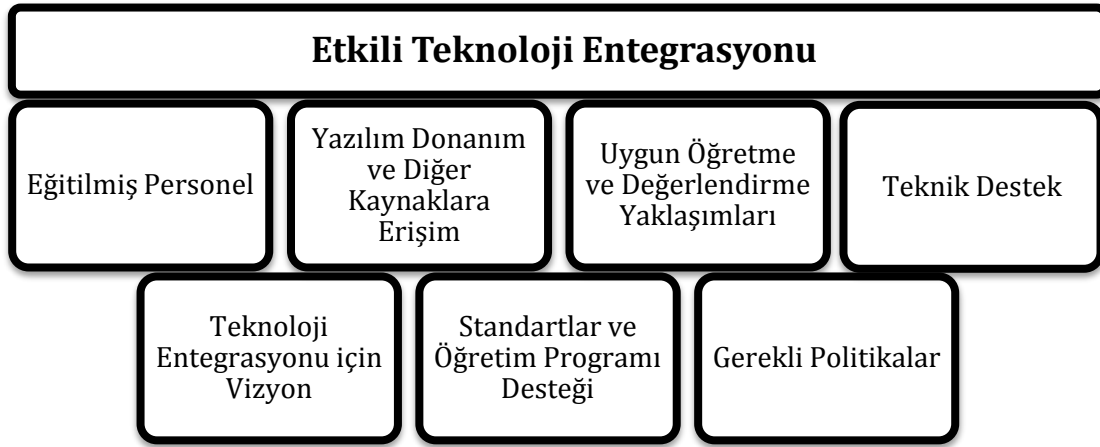 Etkili Teknoloji Entegrasyonu
Eğitilmiş Personel
Yazılım Donanım
ve Diğer
Kaynaklara
Erişim
Uygun Öğretme
ve Değerlendirme
Yaklaşımları
Teknik Destek
Teknoloji
Entegrasyonu için
Vizyon
Standartlar ve
Öğretim Programı
Desteği
Gerekli Politikalar